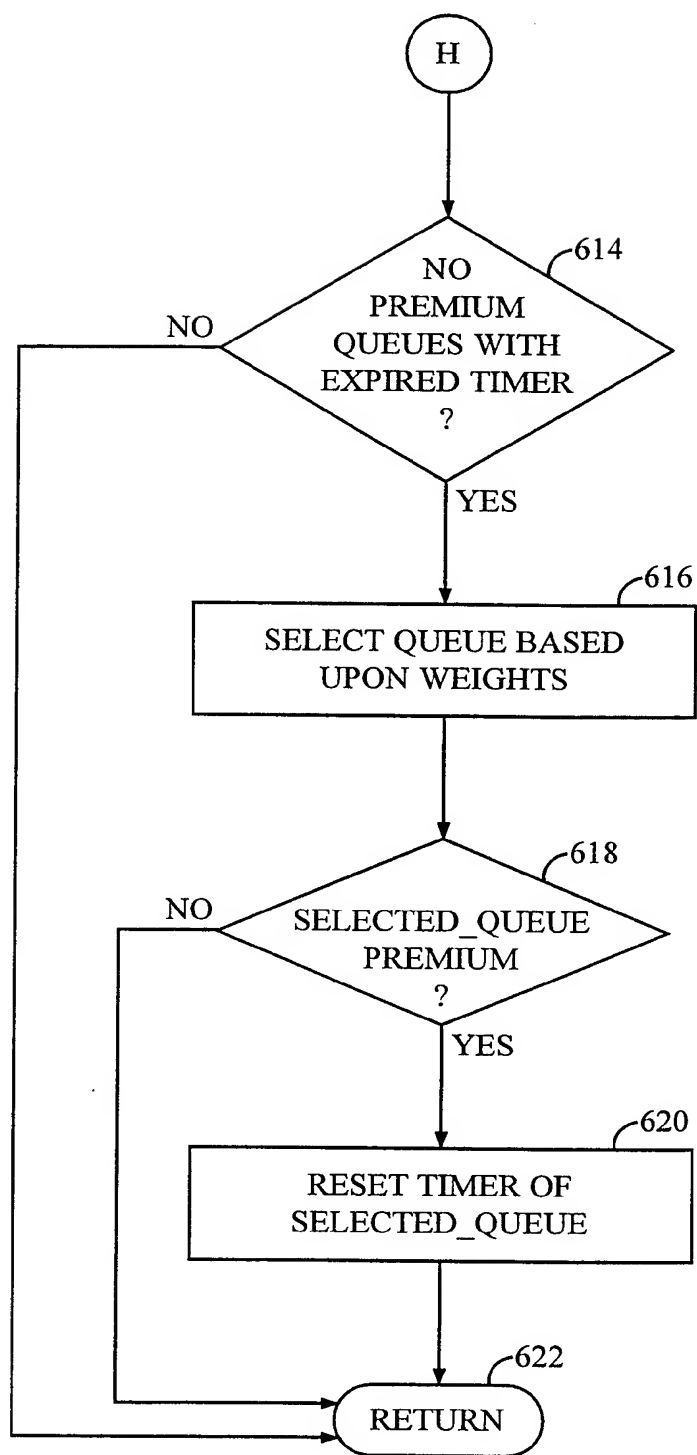 H
614
NO
PREMIUM
QUEUES WITH
EXPIRED TIMER
?
NO
YES
616
SELECT QUEUE BASED
UPON WEIGHTS
618
NO
SELECTED_QUEUE
PREMIUM
?
YES
620
RESET TIMER OF
SELECTED_QUEUE
622
RETURN